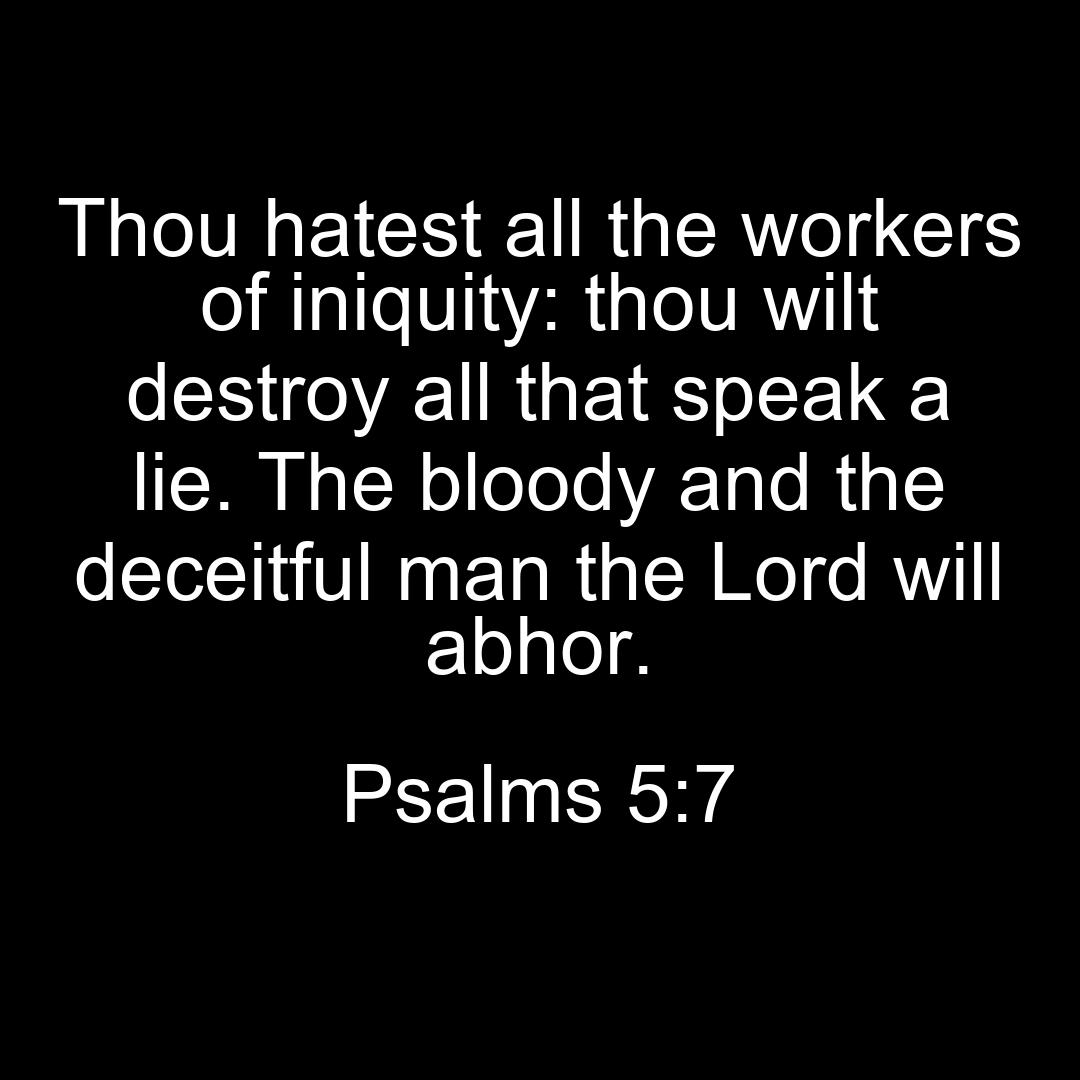 Thou hatest all the workers
of iniquity: thou wilt
destroy all that speak a
lie. The bloody and the
deceitful man the Lord will
abhor.
Psalms 5:7